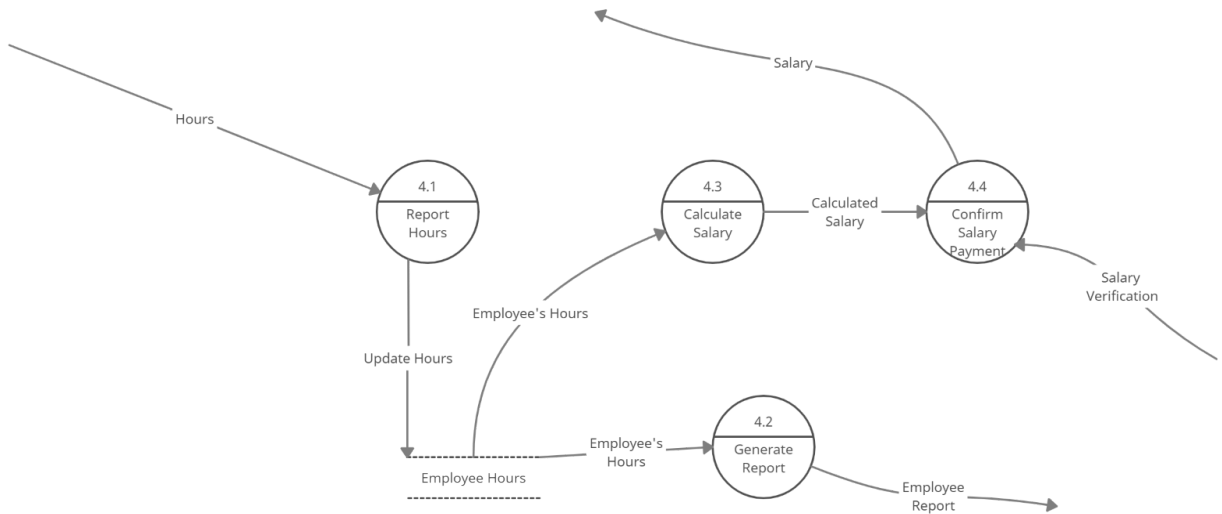 Salary
Hours
4.1
Report
Hours
4.3
Calculate
Salary
Calculated
Salary
4.4
Confirm
Salary
Payment
Salary
Verification
Employee's Hours
Update Hours
4.2
Generate
Report
Employee's
Hours
Employee Hours
Employee
Report